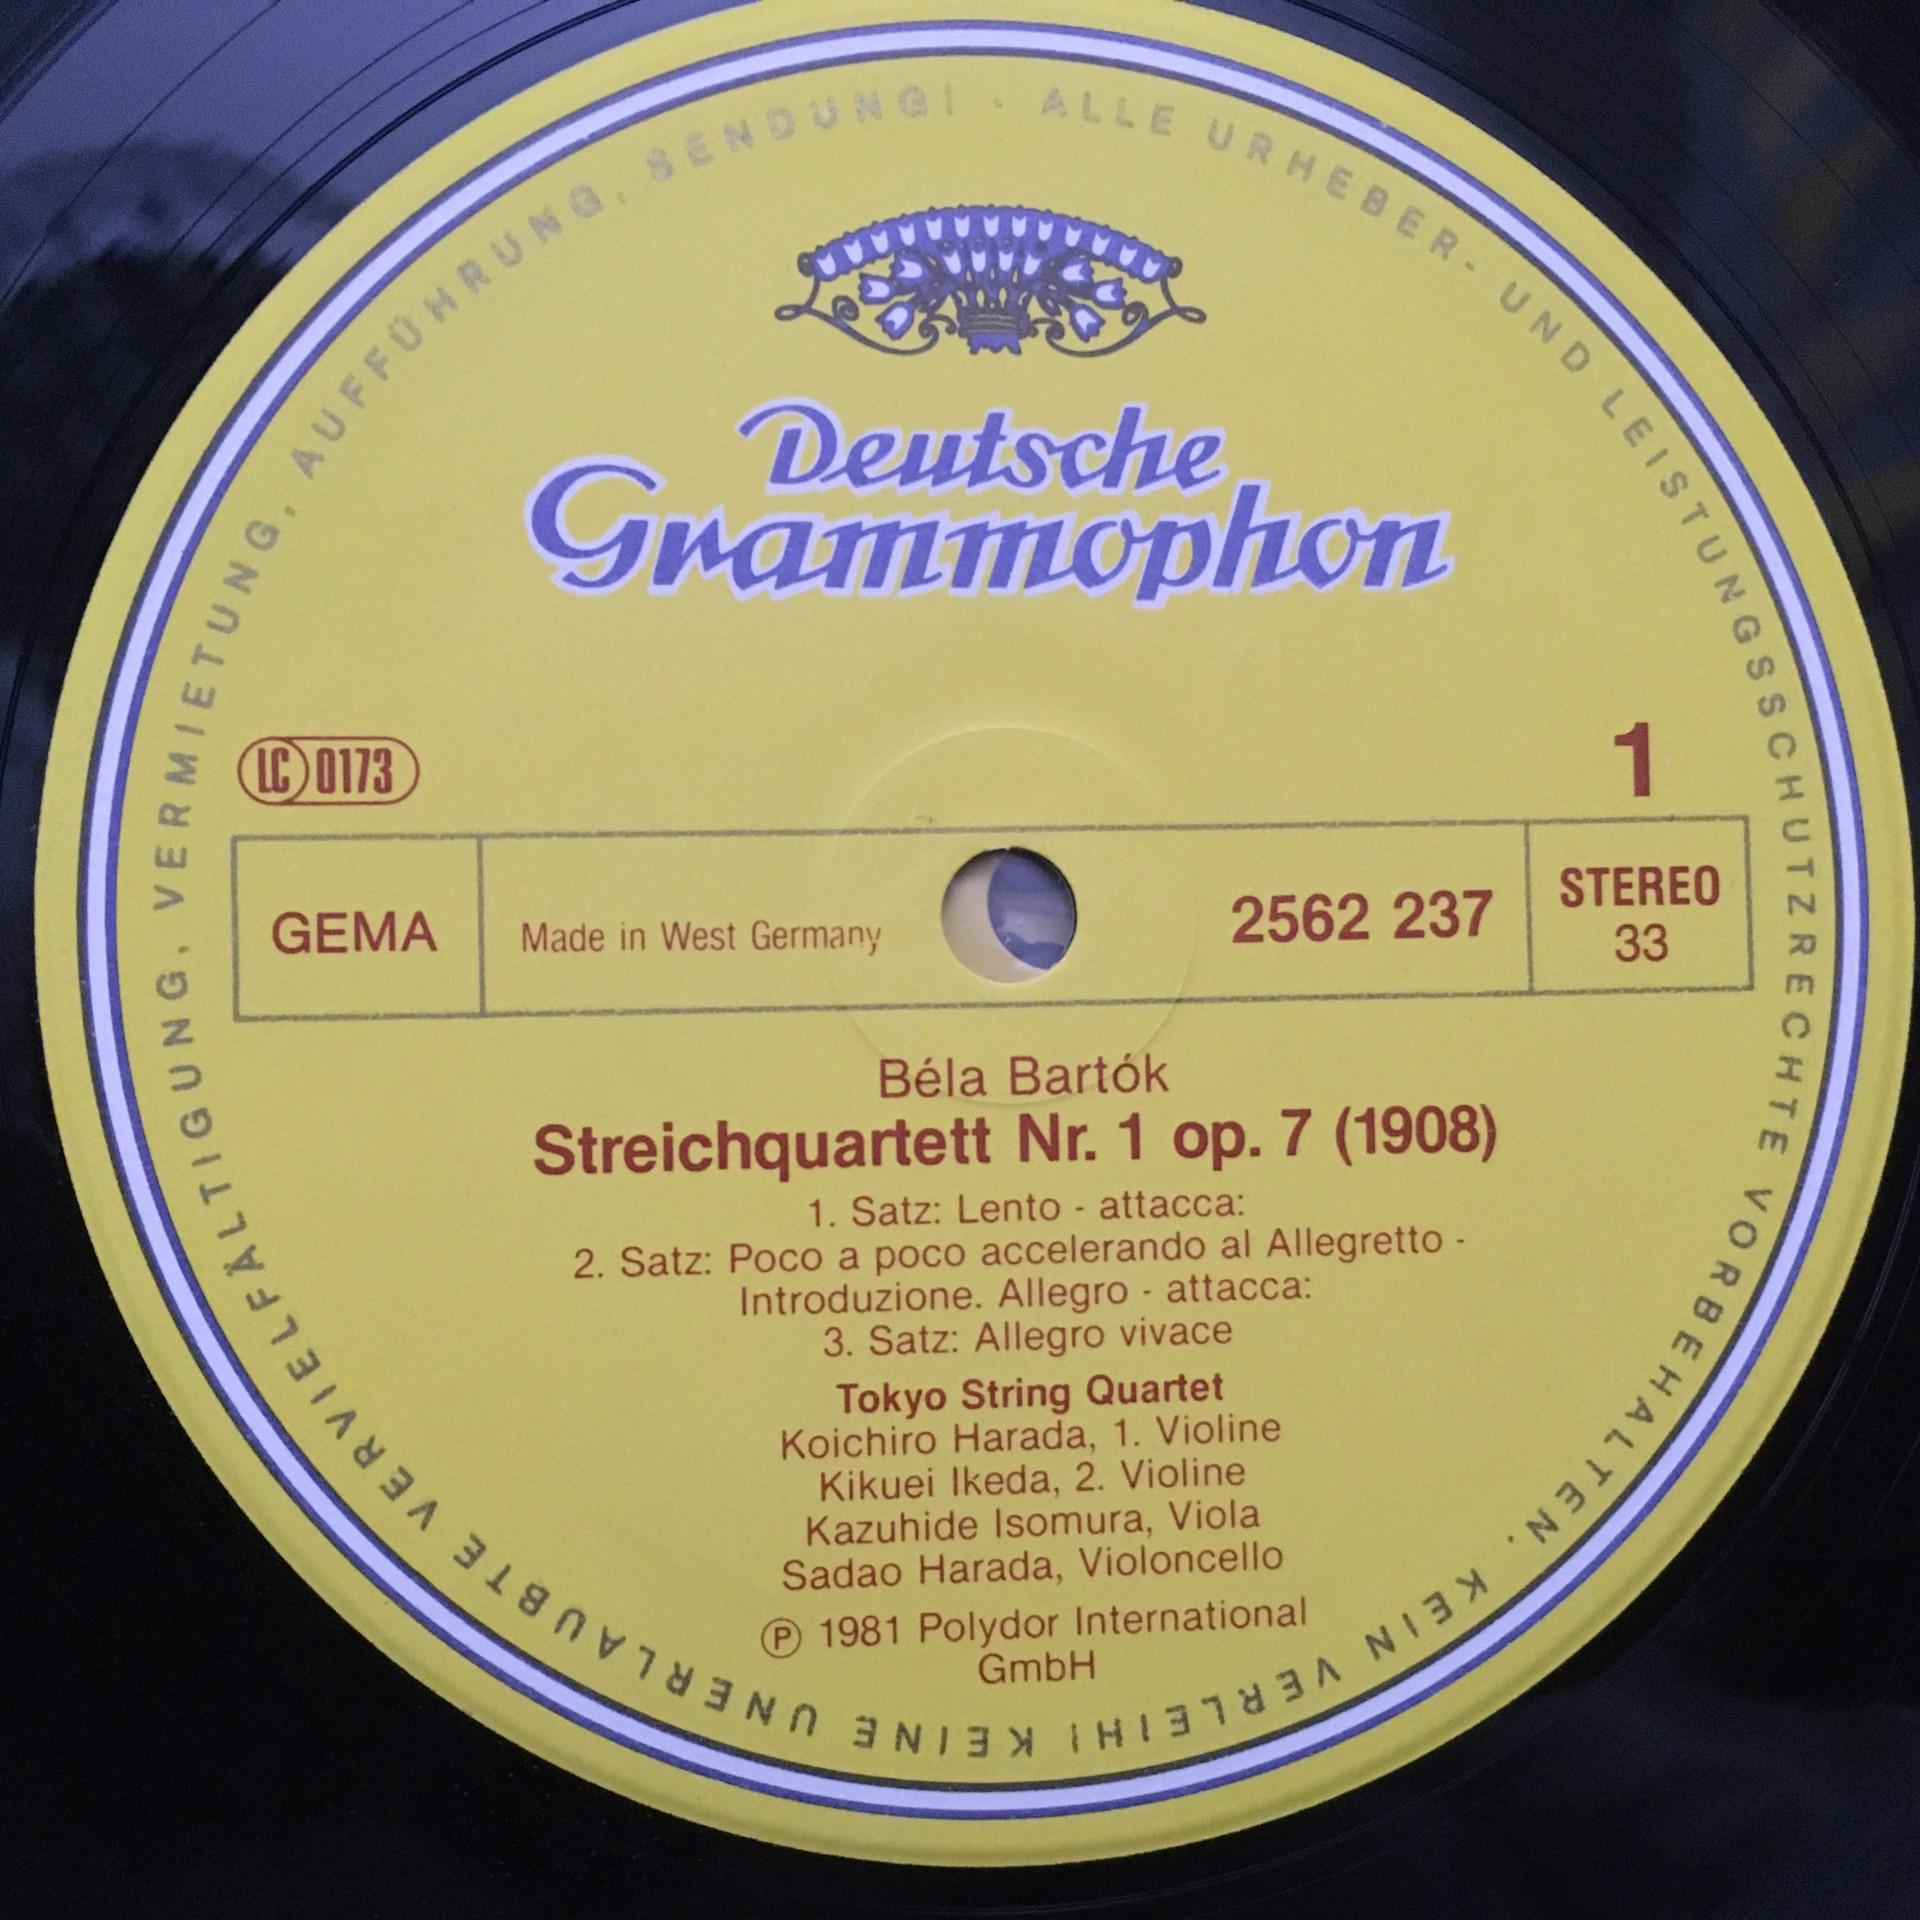 ALLE URHEBER- UND LEISTUNGSSCHUTZRECHTE VORBEHALTEN. KEIN VERLEIH! KEINE UNERLAUBTE VERVIELFÄLTIGUNG, VERMIETUNG, AUFFÜHRUNG, SENDUNG! ·
Deutsche
Grammophon
LC 0173
1
GEMA
Made in West Germany
2562 237
STEREO
33
Béla Bartók
Streichquartett Nr. 1 op. 7 (1908)
1. Satz: Lento - attacca:
2. Satz: Poco a poco accelerando al Allegretto -
Introduzione. Allegro - attacca:
3. Satz: Allegro vivace
Tokyo String Quartet
Koichiro Harada, 1. Violine
Kikuei Ikeda, 2. Violine
Kazuhide Isomura, Viola
Sadao Harada, Violoncello
Ⓟ 1981 Polydor International
GmbH